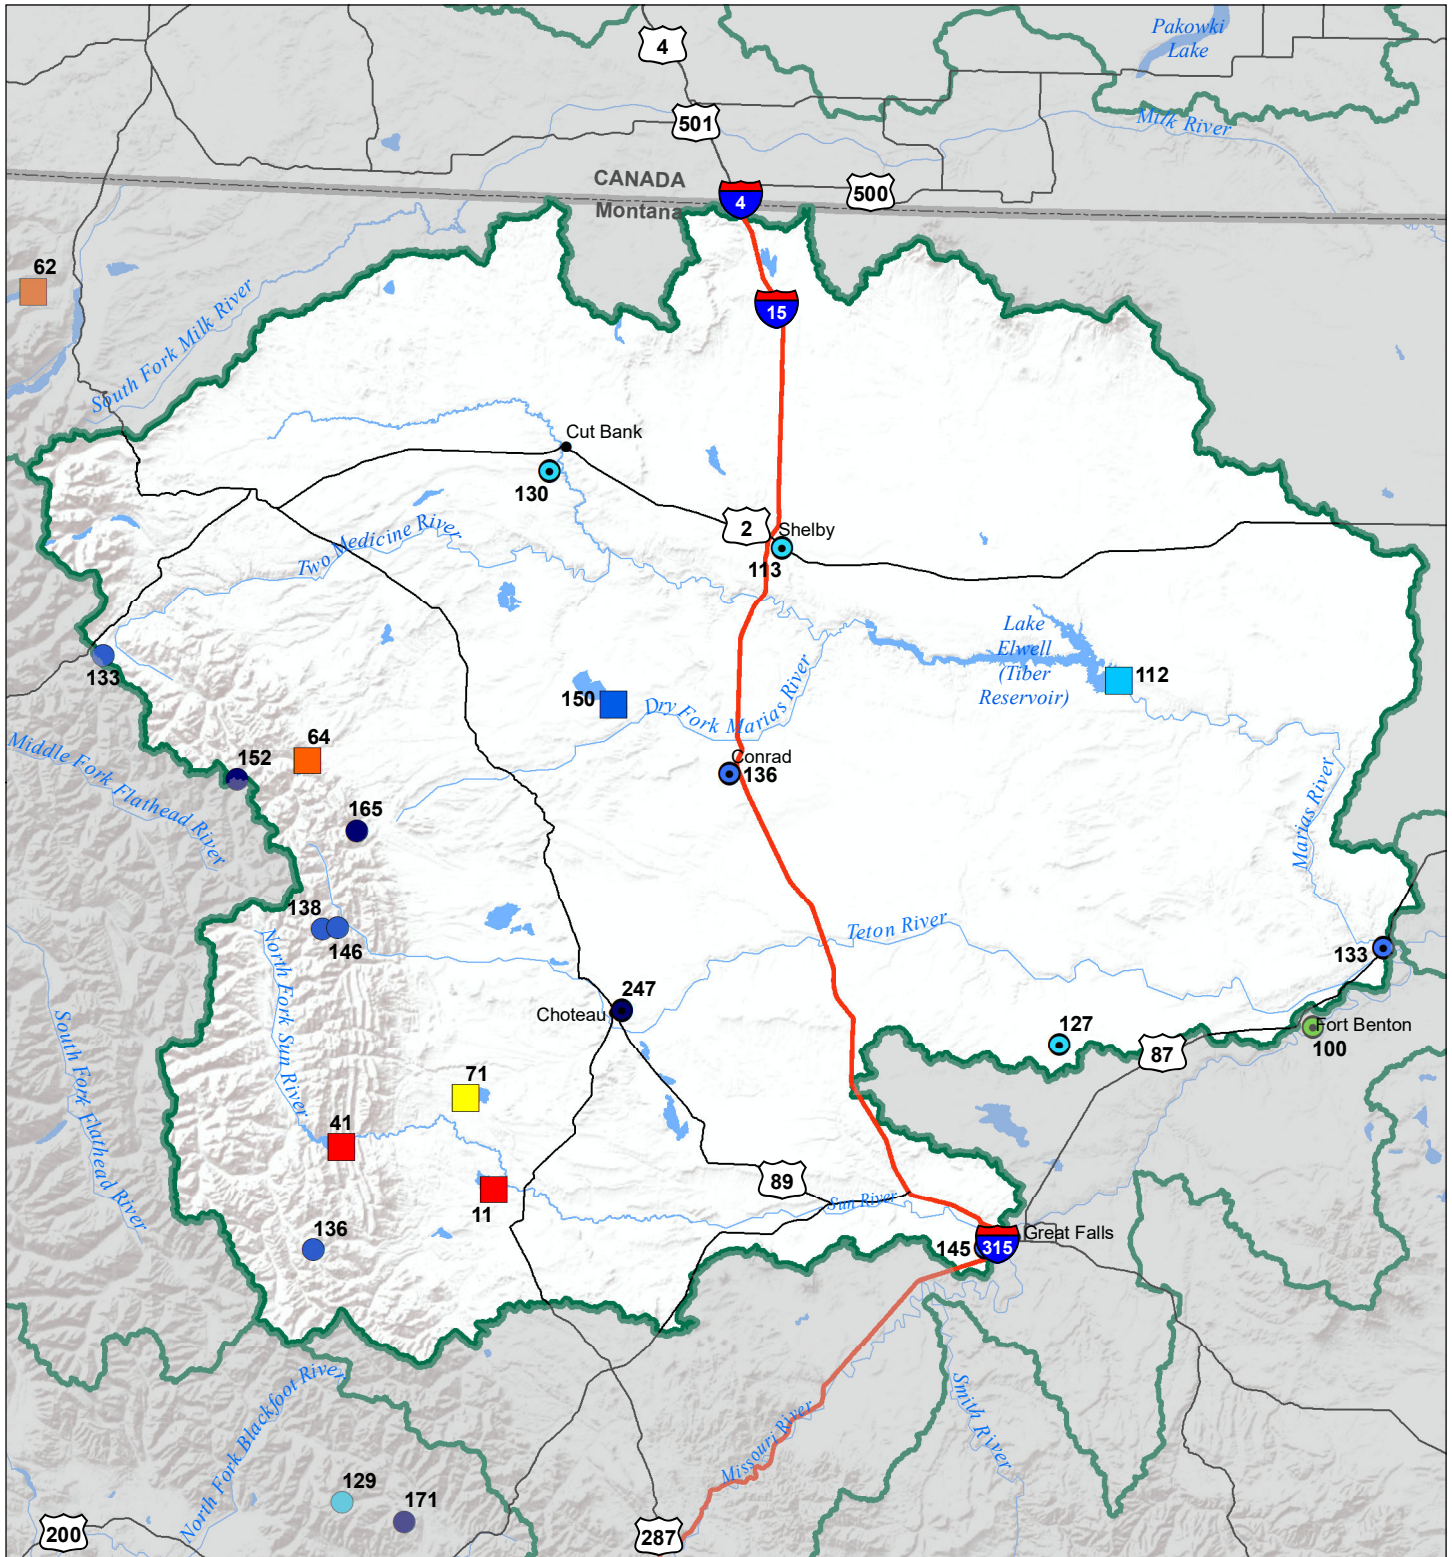 Pakowki
Lake
4
501
Milk River
CANADA
Montana
4
500
62
15
South Fork Milk River
Cut Bank
130
2
Shelby
113
Two Medicine River
Lake
Elwell
(Tiber
Reservoir)
112
133
150
Dry Fork Marias River
64
152
Conrad
136
Middle Fork Flathead River
165
Marias River
138
146
North Fork Sun River
Teton River
133
247
Choteau
127
Fort Benton
100
87
South Fork Flathead River
71
41
11
89
Sun River
136
145
315
Great Falls
North Fork Blackfoot River
Smith River
Missouri River
129
171
200
287